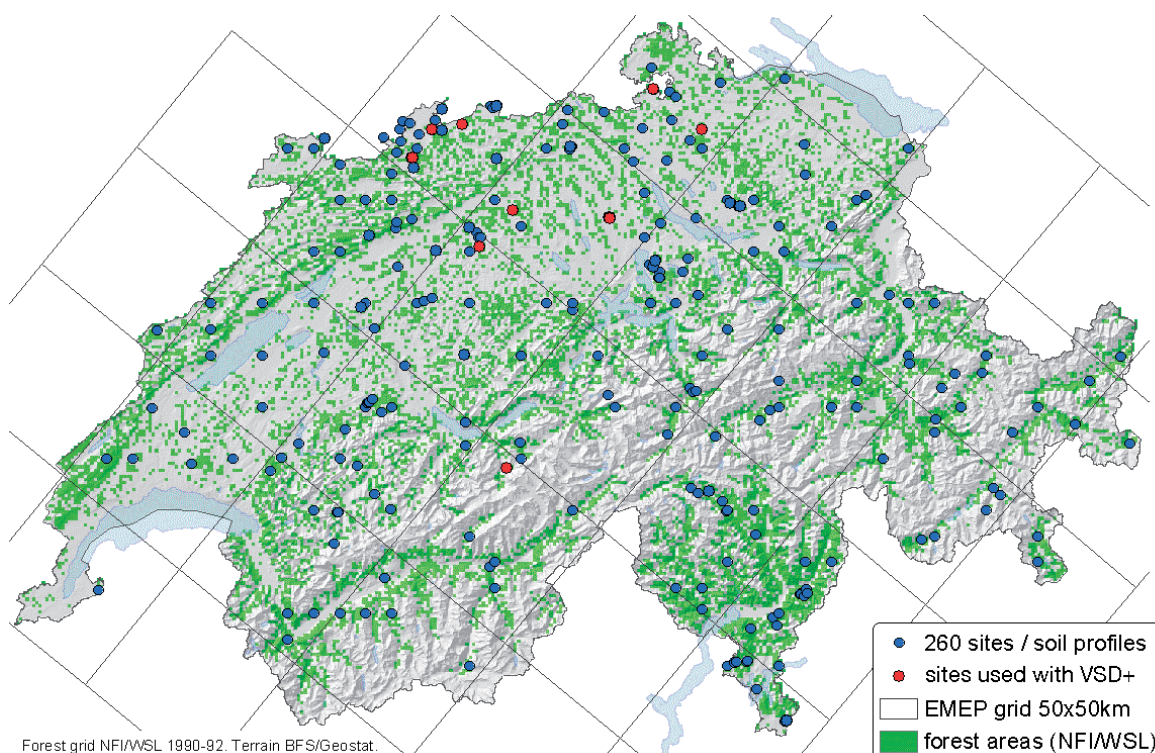 260 sites / soil profiles
sites used with VSD+
EMEP grid 50x50km
forest areas (NFI/WSL)
Forest grid NFI/WSL 1990-92. Terrain BFS/Geostat.